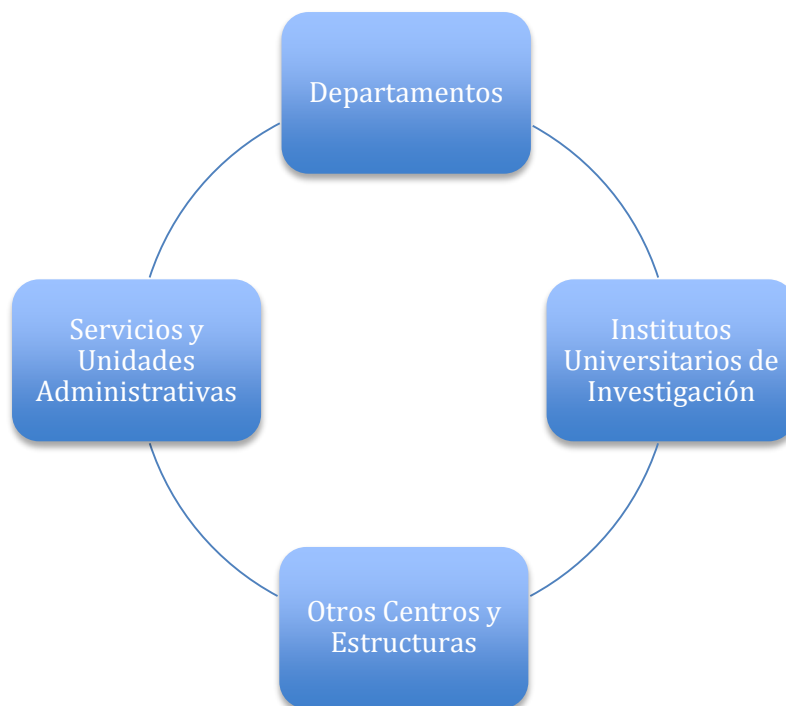 Departamentos
Institutos
Universitarios de
Investigación
Otros Centros y
Estructuras
Servicios y
Unidades
Administrativas